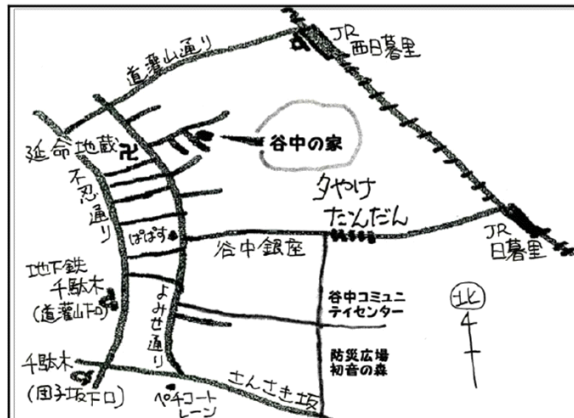 JR
西日暮里
道灌山通り
延命地蔵卍
谷中の家
不忍通り
夕やけ
だんだん
ぱぱす
谷中銀座
JR
日暮里
地下鉄
千駄木
(道灌山下口)
よみせ通り
谷中コミュニ
ティセンター
北
防災広場
初音の森
千駄木
(団子坂下口)
さんさき坂
ペチコート
レーン